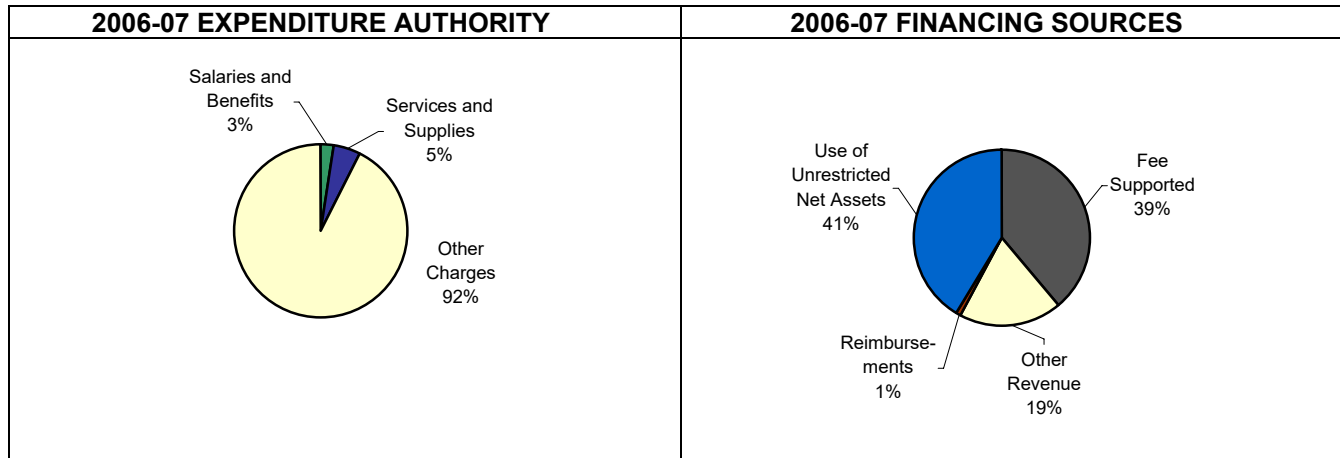 2006-07 EXPENDITURE AUTHORITY
Salaries and
Benefits
3%
Services and
Supplies
5%
Other
Charges
92%
2006-07 FINANCING SOURCES
Use of
Unrestricted
Net Assets
41%
Fee
Supported
39%
Reimburse-
ments
1%
Other
Revenue
19%